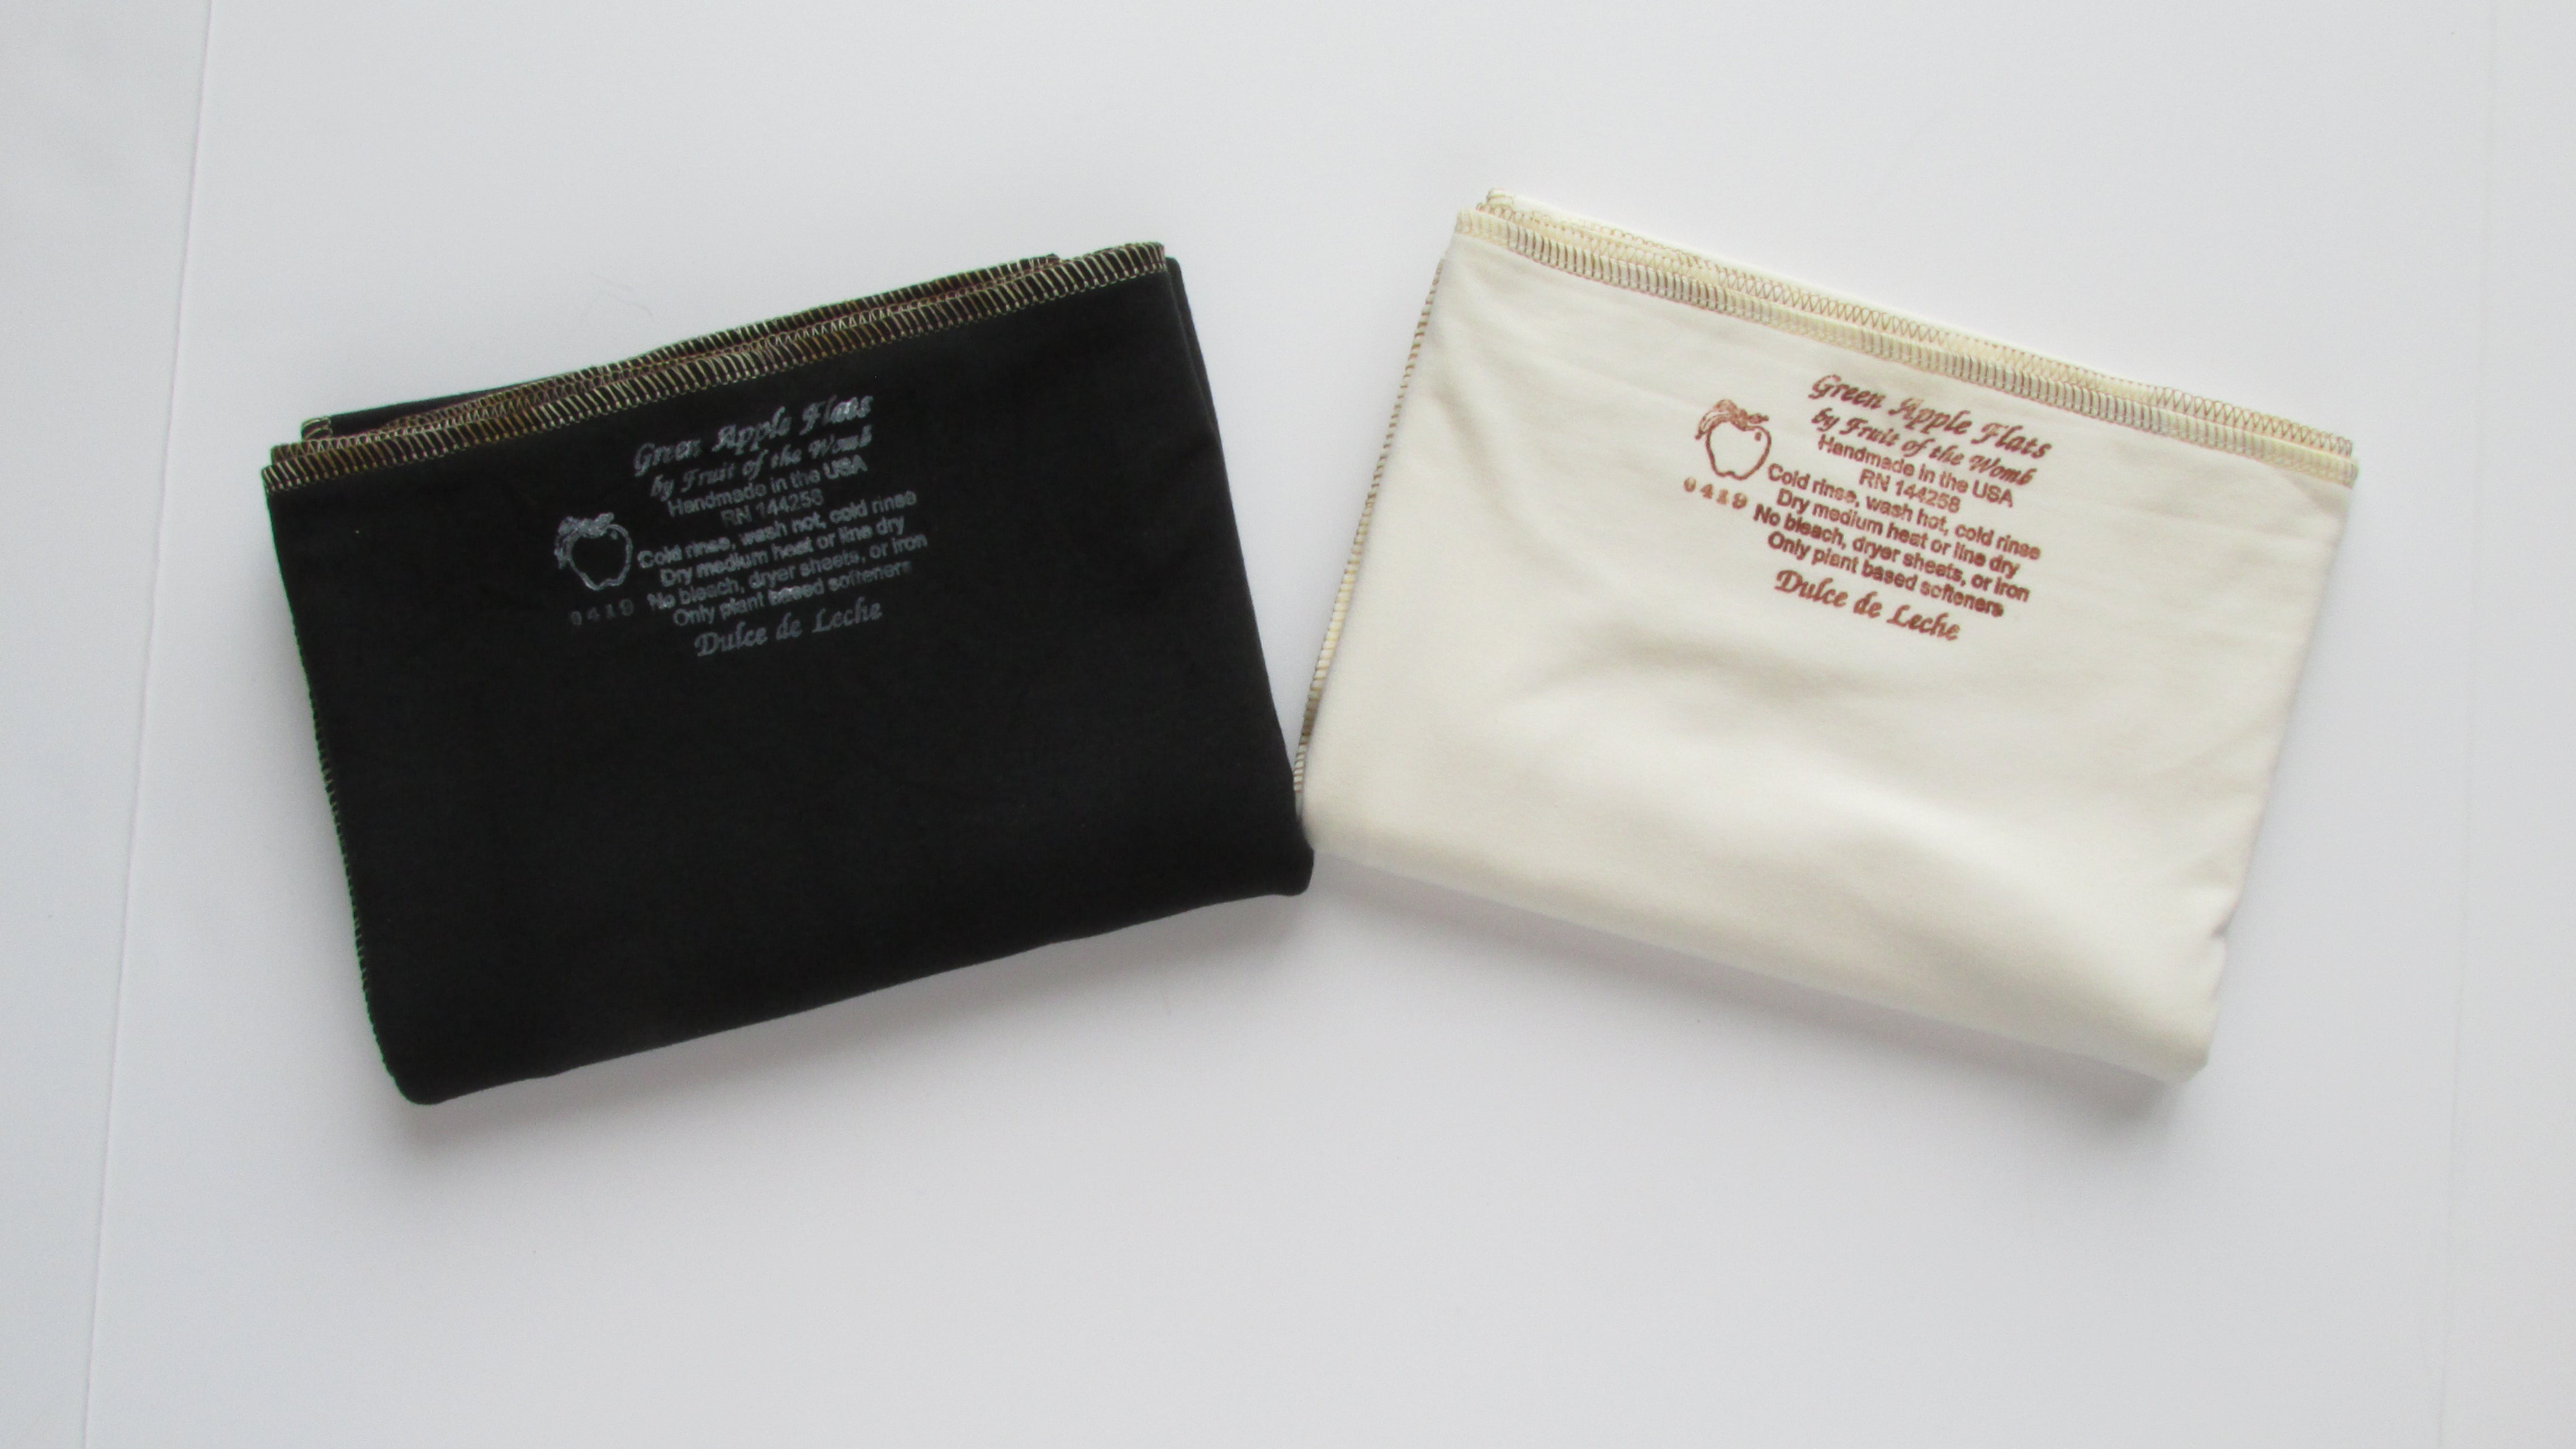 Green Apple Flats
by Fruit of the Womb
Handmade in the USA
RN 144258
Cold rinse, wash hot, cold rinse
Dry medium heat or line dry
No bleach, dryer sheets, or iron
Only plant based softeners
0419
Dulce de Leche
Green Apple Flats
by Fruit of the Womb
Handmade in the USA
RN 144258
Cold rinse, wash hot, cold rinse
Dry medium heat or line dry
No bleach, dryer sheets, or iron
Only plant based softeners
0419
Dulce de Leche